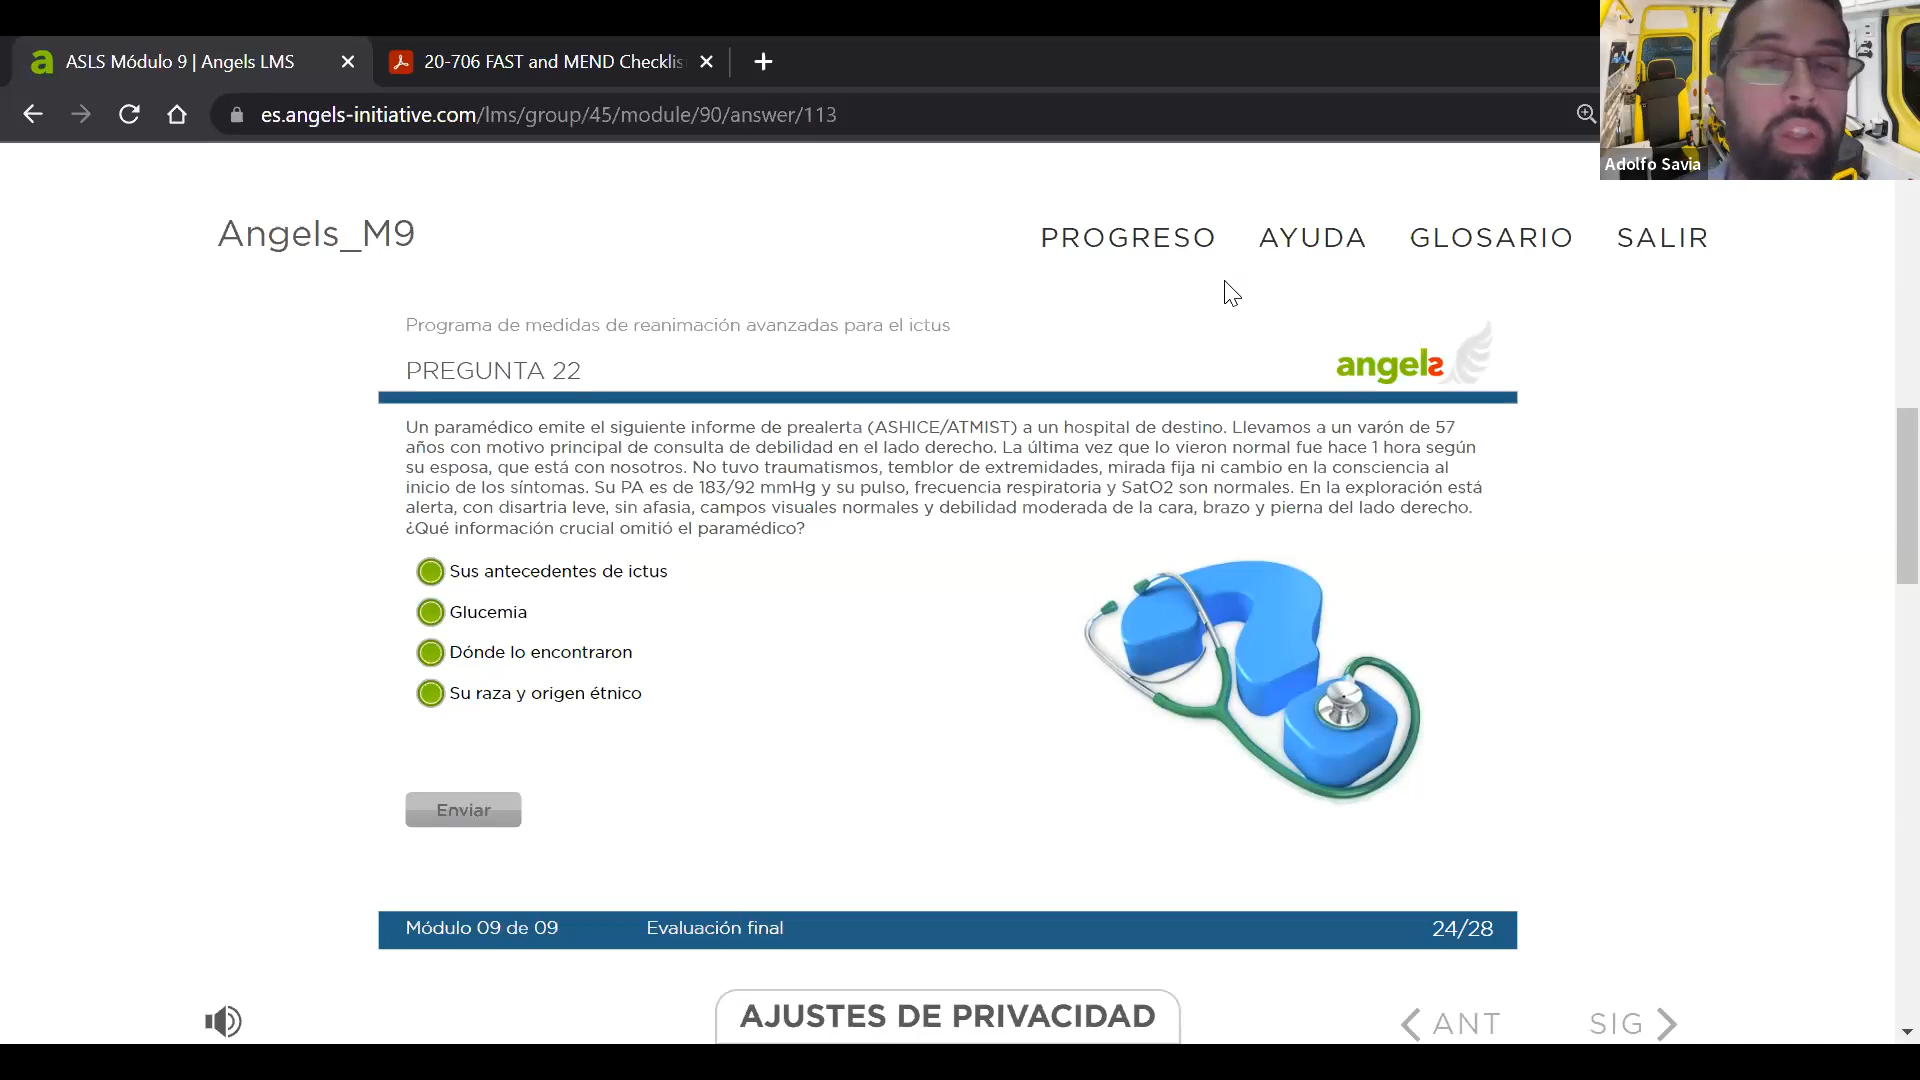 ASLS Módulo 9 | Angels LMS
20-706 FAST and MEND Checklis
es.angels-initiative.com/lms/group/45/module/90/answer/113
Adolfo Savia
Angels_M9
PROGRESO AYUDA GLOSARIO SALIR
Programa de medidas de reanimación avanzadas para el ictus
PREGUNTA 22
angels
Un paramédico emite el siguiente informe de prealerta (ASHICE/ATMIST) a un hospital de destino. Llevamos a un varón de 57
años con motivo principal de consulta de debilidad en el lado derecho. La última vez que lo vieron normal fue hace 1 hora según
su esposa, que está con nosotros. No tuvo traumatismos, temblor de extremidades, mirada fija ni cambio en la consciencia al
inicio de los síntomas. Su PA es de 183/92 mmHg y su pulso, frecuencia respiratoria y SatO2 son normales. En la exploración está
alerta, con disartria leve, sin afasia, campos visuales normales y debilidad moderada de la cara, brazo y pierna del lado derecho.
¿Qué información crucial omitió el paramédico?
Sus antecedentes de ictus
Glucemia
Dónde lo encontraron
Su raza y origen étnico
Enviar
Módulo 09 de 09 Evaluación final 24/28
AJUSTES DE PRIVACIDAD
ANT SIG